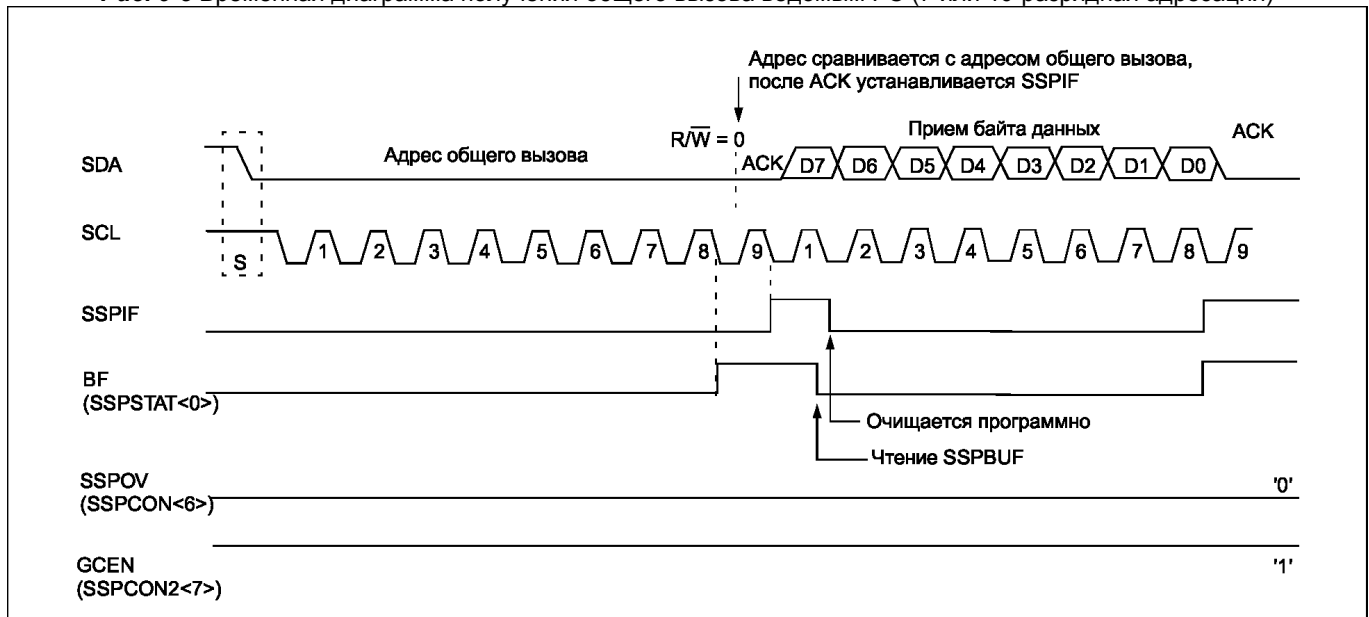 Адрес сравнивается с адресом общего вызова,
после ACK устанавливается SSPIF
R/W = 0
Прием байта данных
ACK
SDA
Адрес общего вызова
ACK
D7 D6 D5 D4 D3 D2 D1 D0
SCL
S
1 2 3 4 5 6 7 8 9 1 2 3 4 5 6 7 8 9
SSPIF
BF
(SSPSTAT<0>)
Очищается программно
Чтение SSPBUF
SSPOV
(SSPCON<6>)
'0'
GCEN
(SSPCON2<7>)
'1'